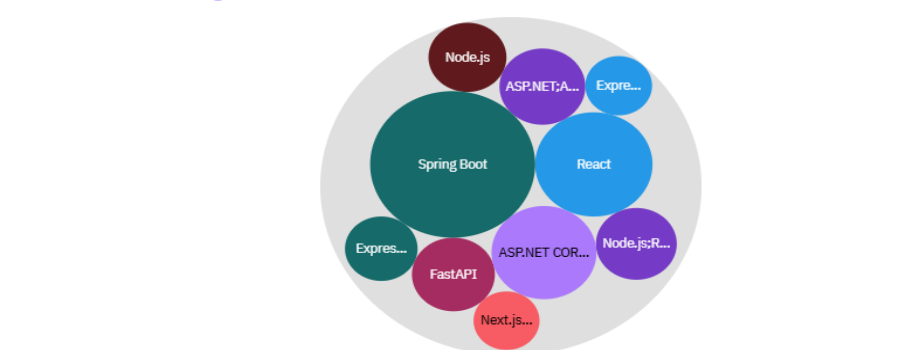 Node.js
ASP.NET;A...
Expre...
Spring Boot
React
Expres...
FastAPI
ASP.NET COR...
Node.js;R...
Next.js...